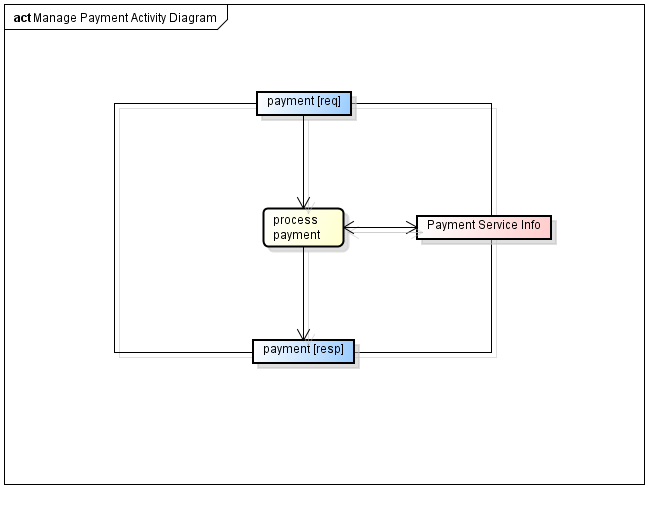 act Manage Payment Activity Diagram
payment [req]
process
payment
Payment Service Info
payment [resp]